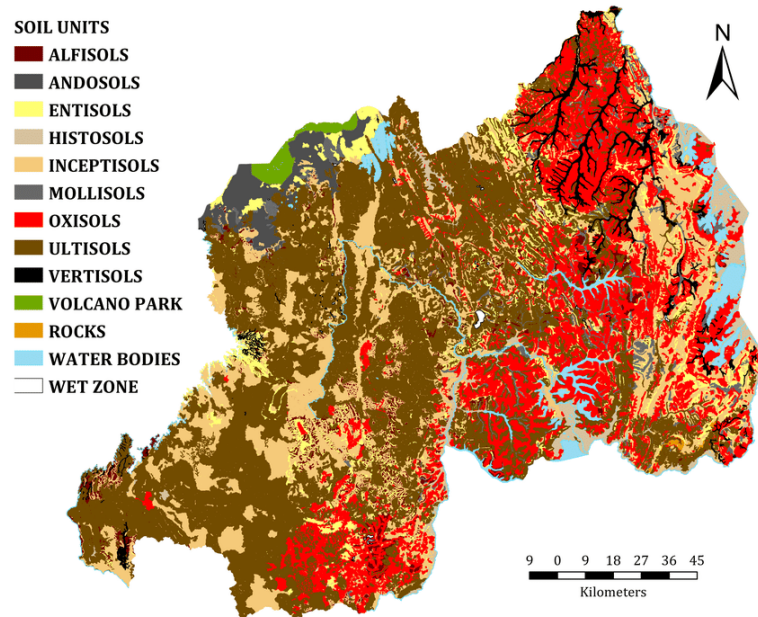 SOIL UNITS
ALFISOLS
ANDOSOLS
ENTISOLS
HISTOSOLS
INCEPTISOLS
MOLLISOLS
OXISOLS
ULTISOLS
VERTISOLS
VOLCANO PARK
ROCKS
WATER BODIES
WET ZONE
N
9 0 9 18 27 36 45
Kilometers